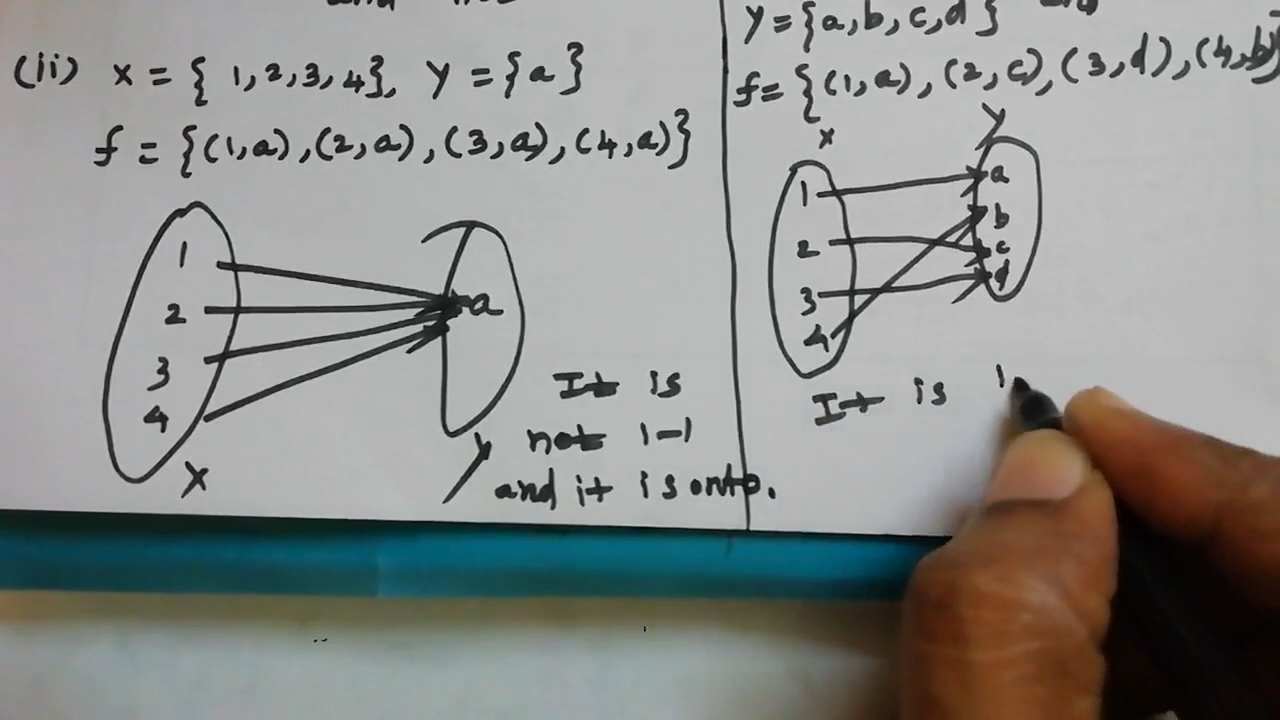 (ii) X = { 1, 2, 3, 4}, Y = {a}
f = {(1,a), (2,a), (3,a), (4,a)}
1
2
3
4
X
a
Y
It is
not 1-1
and it is onto.
Y = {a, b, c, d}
f = {(1,a), (2,c), (3,d), (4,b)}
X
Y
1
2
3
4
a
b
c
d
It is 1